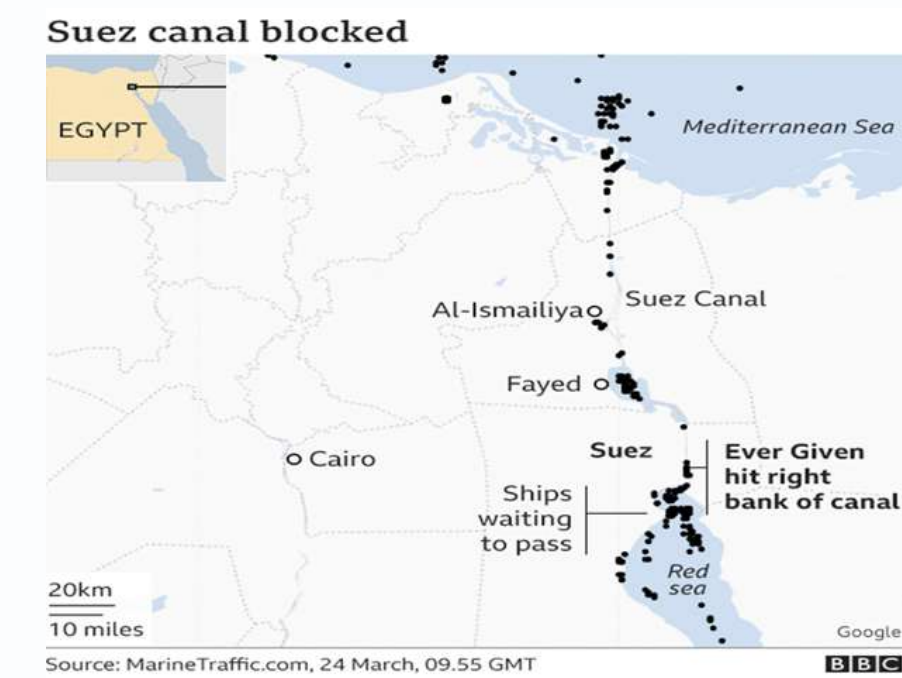 Suez canal blocked
EGYPT
Mediterranean Sea
Suez Canal
Al-Ismailiya
Fayed
Cairo
Suez
Ever Given
hit right
bank of canal
Ships
waiting
to pass
Red
sea
20km
10 miles
Google
Source: MarineTraffic.com, 24 March, 09.55 GMT
BBC